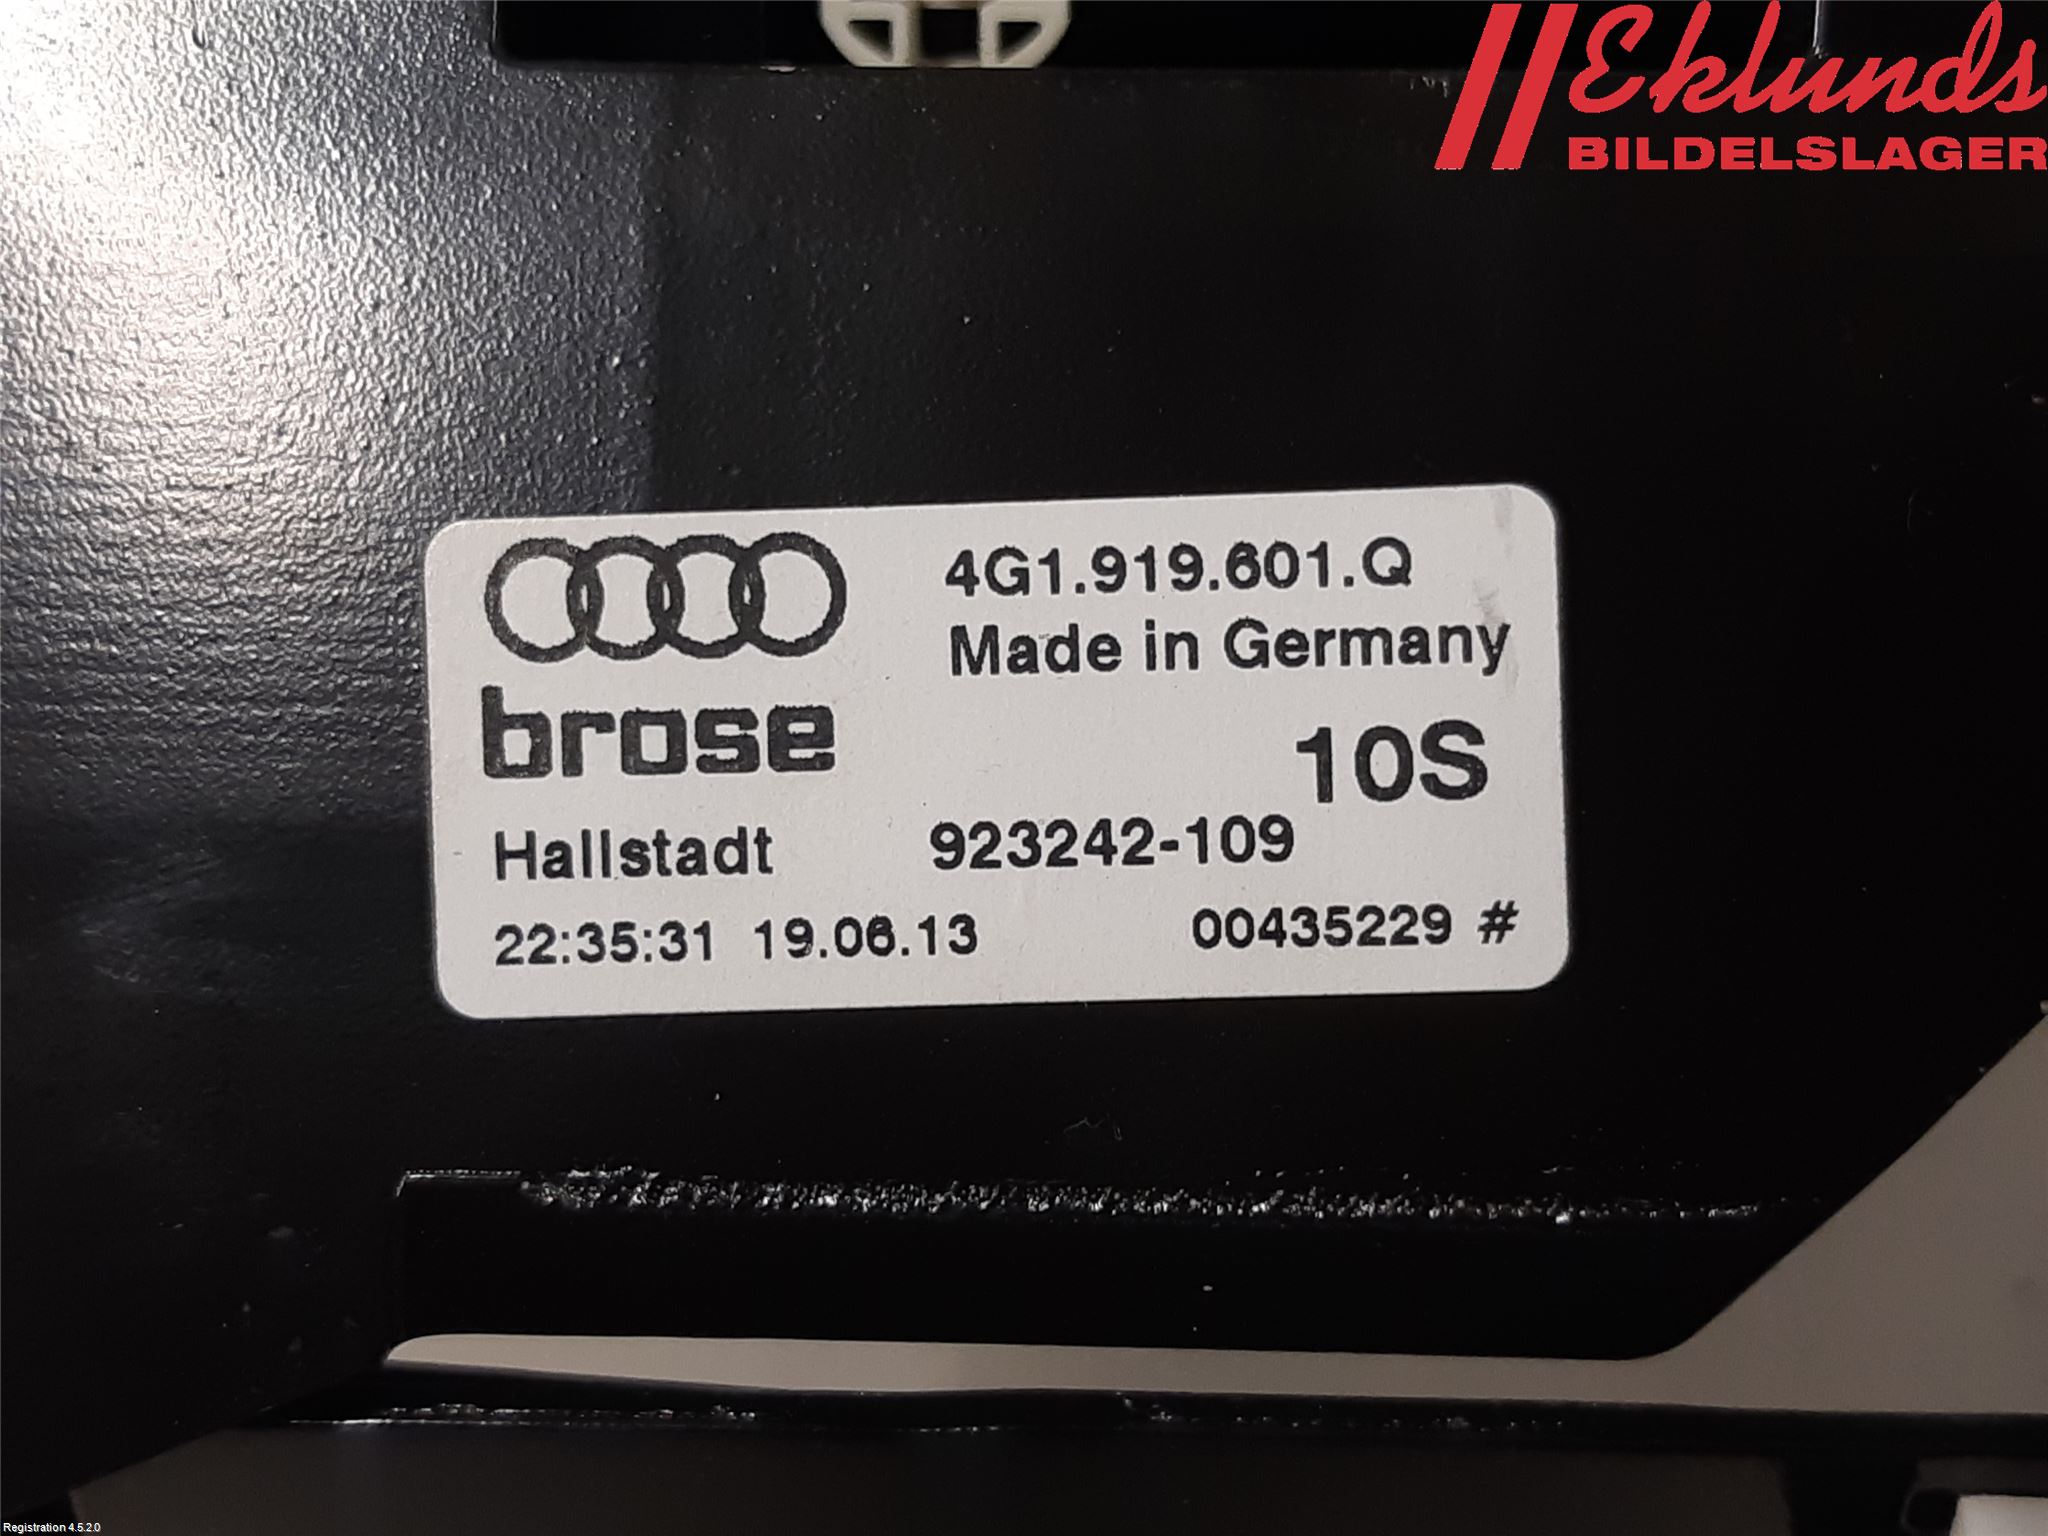 Eklunds
BILDELSLAGER
4G1.919.601.Q
Made in Germany
brose
10S
Hallstadt 923242-109
22:35:31 19.06.13 00435229 #
Registration 4.5.2.0